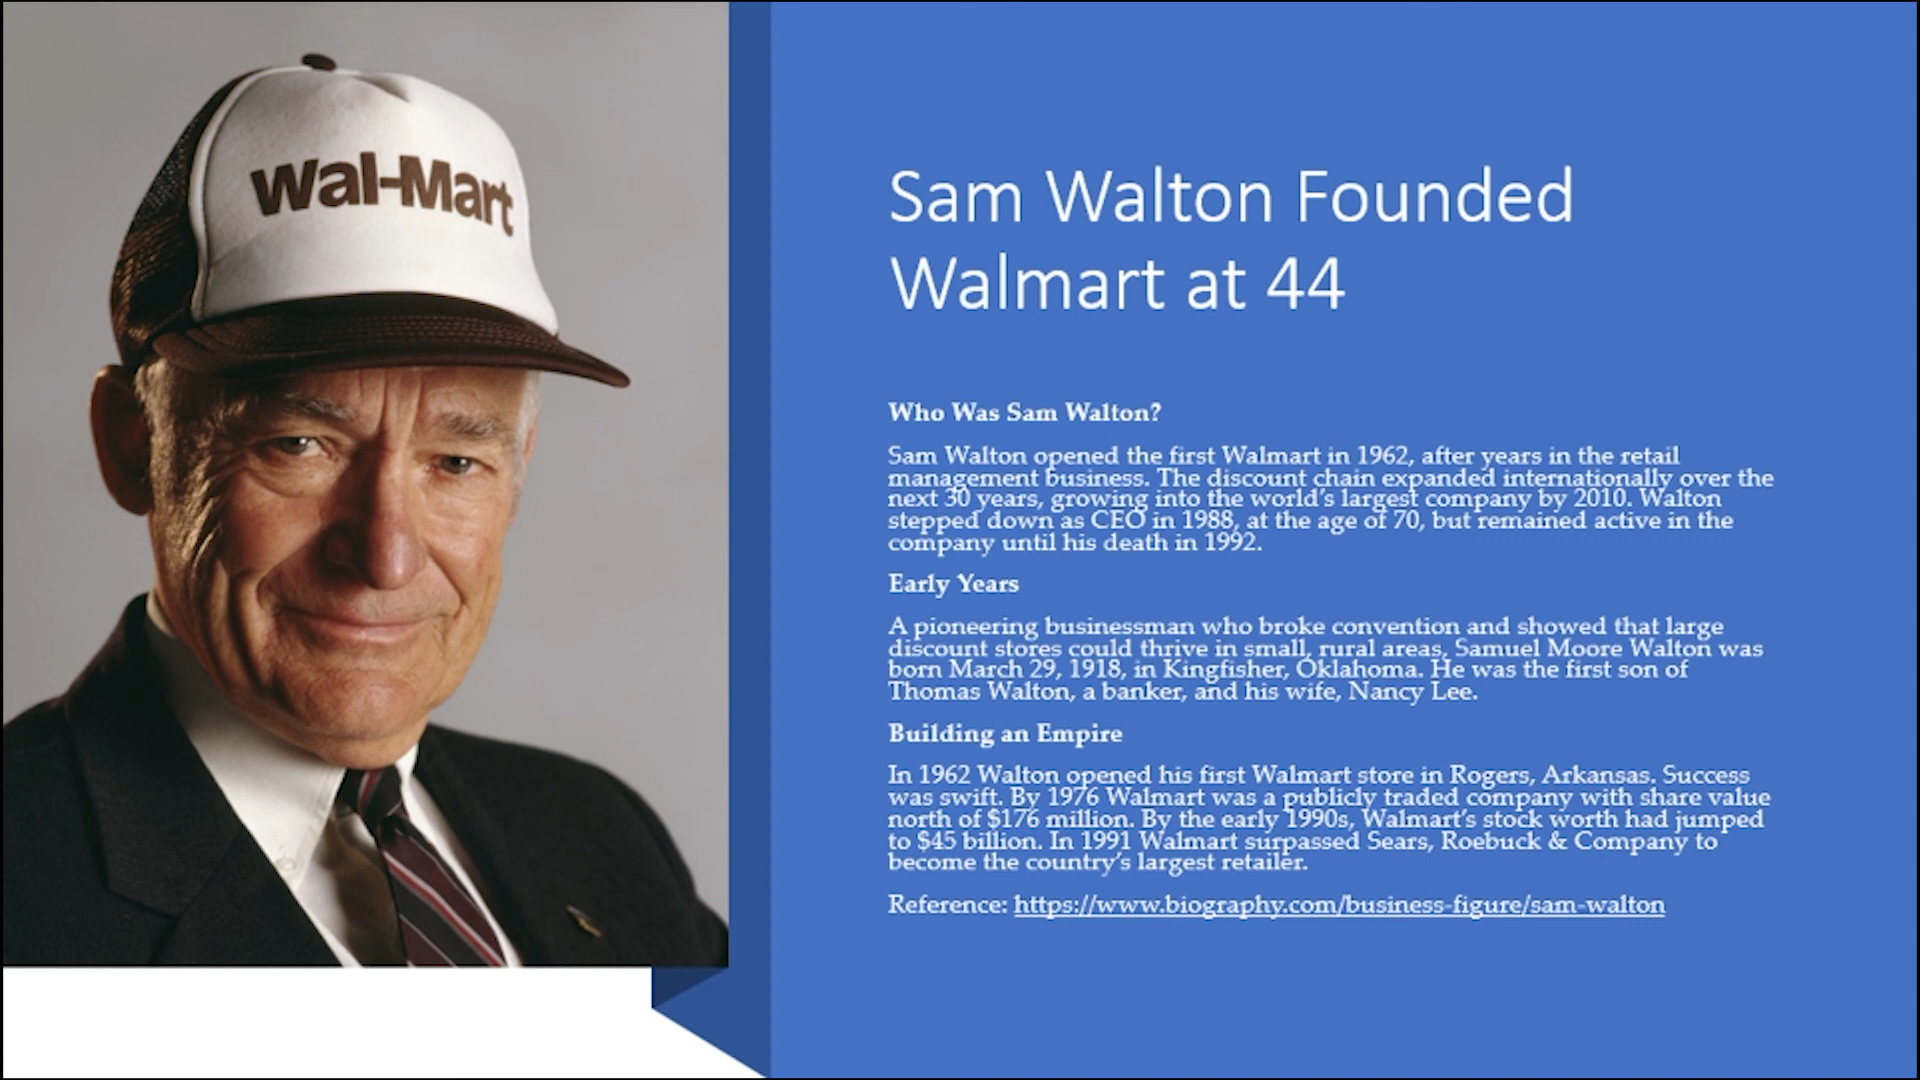 Wal-Mart
Sam Walton Founded
Walmart at 44
Who Was Sam Walton?
Sam Walton opened the first Walmart in 1962, after years in the retail
management business. The discount chain expanded internationally over the
next 30 years, growing into the world's largest company by 2010. Walton
stepped down as CEO in 1988, at the age of 70, but remained active in the
company until his death in 1992.
Early Years
A pioneering businessman who broke convention and showed that large
discount stores could thrive in small, rural areas, Samuel Moore Walton was
born March 29, 1918, in Kingfisher, Oklahoma. He was the first son of
Thomas Walton, a banker, and his wife, Nancy Lee.
Building an Empire
In 1962 Walton opened his first Walmart store in Rogers, Arkansas. Success
was swift. By 1976 Walmart was a publicly traded company with share value
north of $176 million. By the early 1990s, Walmart's stock worth had jumped
to $45 billion. In 1991 Walmart surpassed Sears, Roebuck & Company to
become the country's largest retailer.
Reference: https://www.biography.com/business-figure/sam-walton